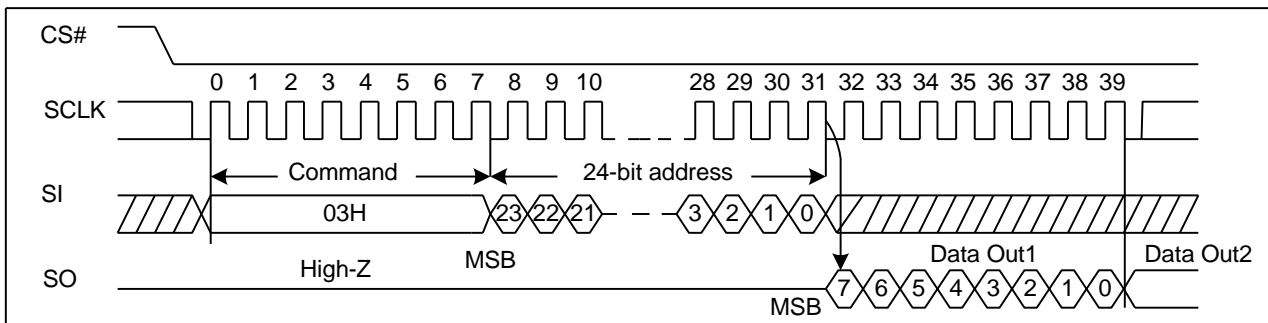 CS#
0 1 2 3 4 5 6 7 8 9 10 28 29 30 31 32 33 34 35 36 37 38 39
SCLK
Command 24-bit address
SI
03H 23 22 21 3 2 1 0
High-Z MSB Data Out1 Data Out2
SO
MSB 7 6 5 4 3 2 1 0